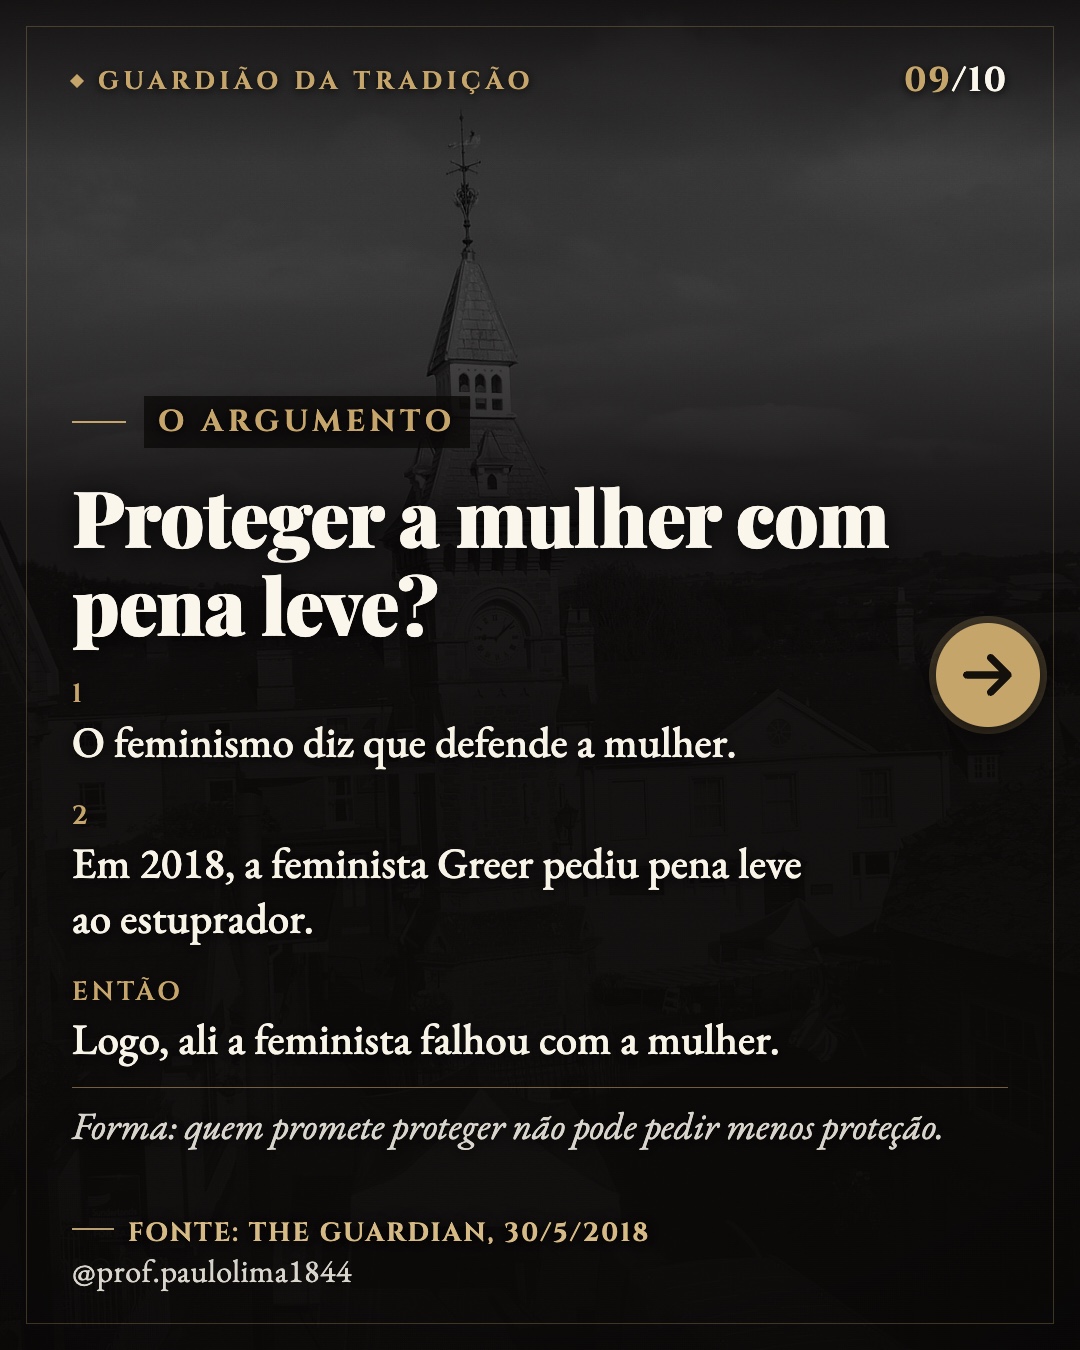 GUARDIÃO DA TRADIÇÃO
09/10
O ARGUMENTO
Proteger a mulher com
pena leve?
1
O feminismo diz que defende a mulher.
2
Em 2018, a feminista Greer pediu pena leve
ao estuprador.
ENTÃO
Logo, ali a feminista falhou com a mulher.
Forma: quem promete proteger não pode pedir menos proteção.
FONTE: THE GUARDIAN, 30/5/2018
@prof.paulolima1844